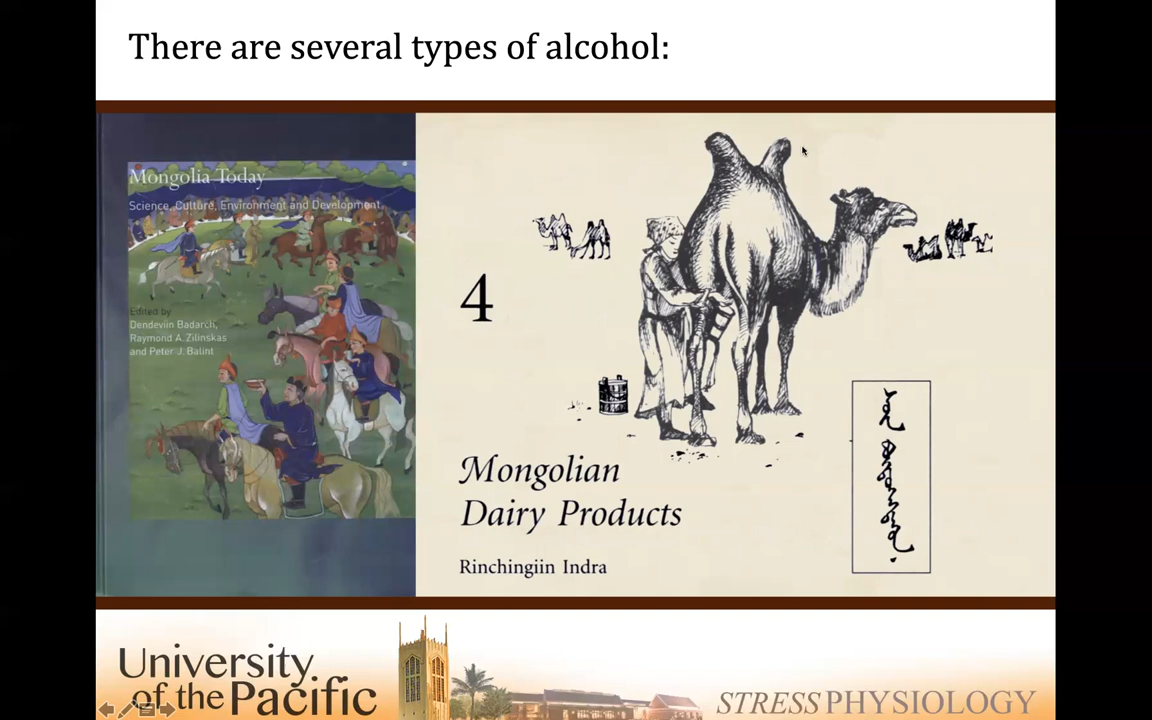 There are several types of alcohol:
Mongolia Today
Science, Culture, Environment and Development
Edited by
Dendeviin Badarch,
Raymond A. Zilinskas
and Peter J. Balint
4
Mongolian
Dairy Products
Rinchingiin Indra
University
of the Pacific
STRESS PHYSIOLOGY